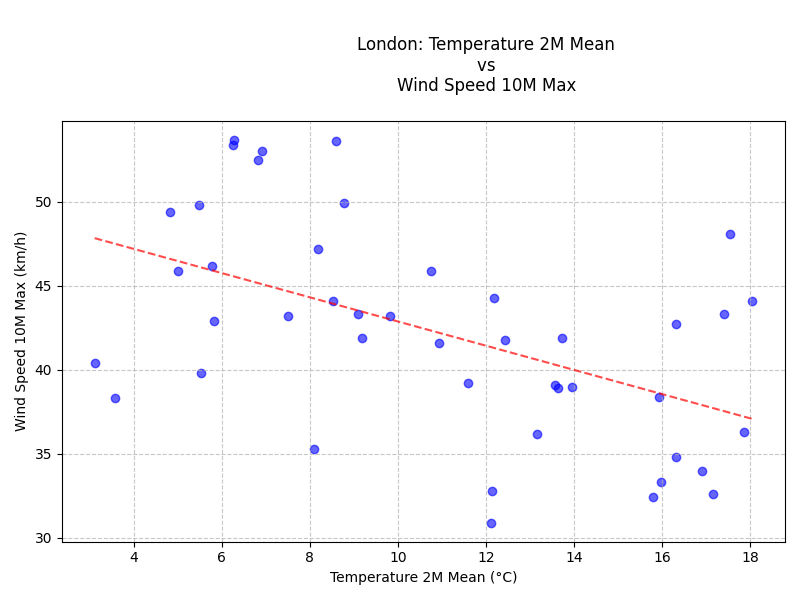 London: Temperature 2M Mean
vs
Wind Speed 10M Max
Wind Speed 10M Max (km/h)
50
45
40
35
30
4 6 8 10 12 14 16 18
Temperature 2M Mean (°C)